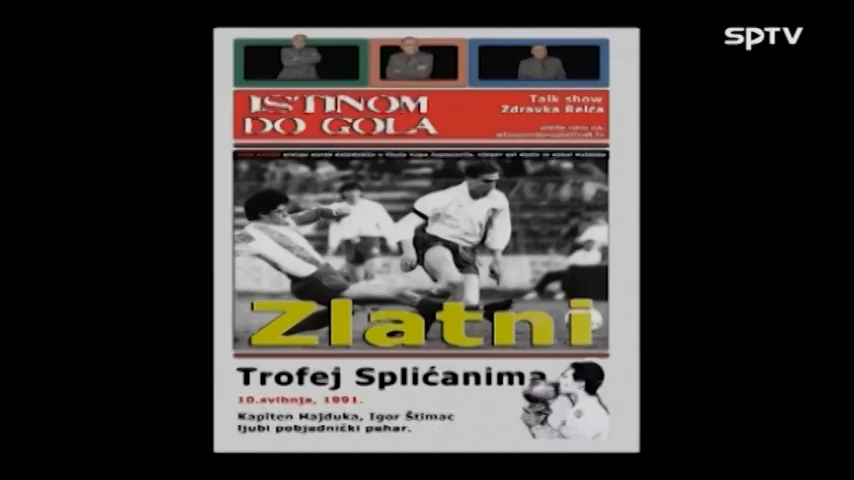 SPTV
ISTINOM
DO GOLA
Talk show
Zdravka Reića
Zlatni
Trofej Splićanima
10.svibnja, 1991.
Kapiten Hajduka, Igor Štimac
ljubi pobjednički pehar.